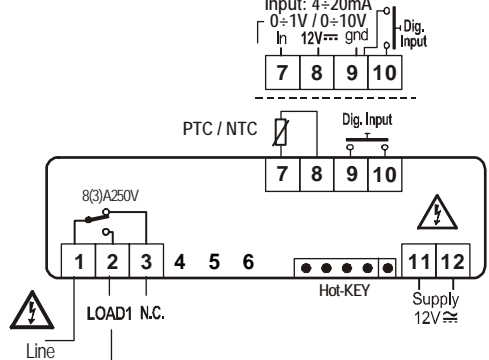 Input: 4÷20mA
0÷1V / 0÷10V
In 12V⎓ gnd
Dig. Input
7 8 9 10
PTC / NTC
Dig. Input
7 8 9 10
8(3)A250V
1 2 3 4 5 6
11 12
Hot-KEY
LOAD1 N.C.
Supply
12V≂
Line